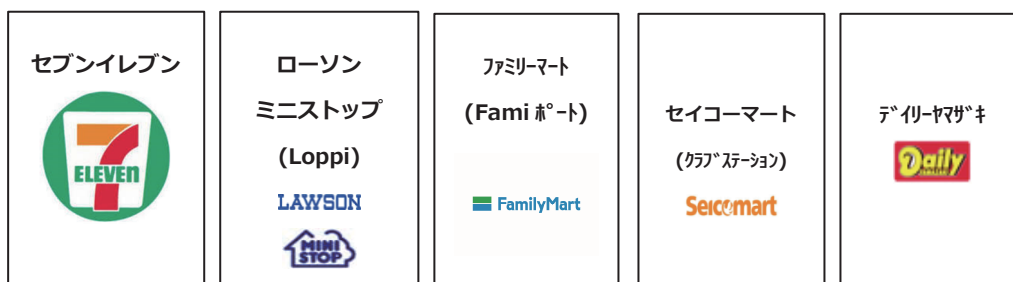 セブンイレブン
7
ELEVEN
ローソン
ミニストップ
(Loppi)
LAWSON
MINI
STOP
ﾌｧﾐﾘｰﾏｰﾄ
(Fami ﾎﾟｰﾄ)
FamilyMart
セイコーマート
(ｸﾗﾌﾞｽﾃｰｼｮﾝ)
Seicomart
ﾃﾞｲﾘｰﾔﾏｻﾞｷ
Daily